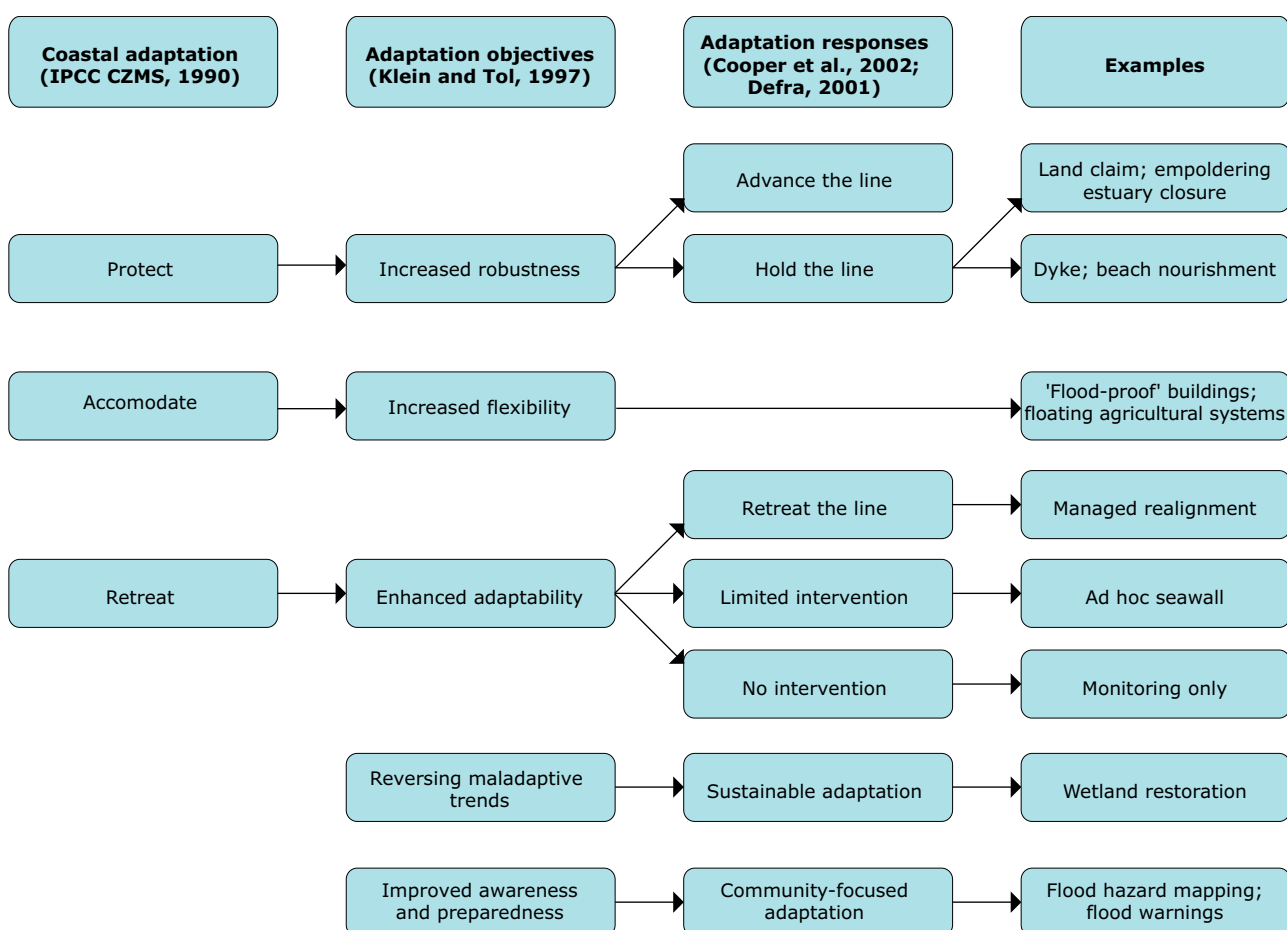 Coastal adaptation
(IPCC CZMS, 1990)
Adaptation objectives
(Klein and Tol, 1997)
Adaptation responses
(Cooper et al., 2002;
Defra, 2001)
Examples
Advance the line
Land claim; empoldering
estuary closure
Protect
Increased robustness
Hold the line
Dyke; beach nourishment
Accomodate
Increased flexibility
'Flood-proof' buildings;
floating agricultural systems
Retreat the line
Managed realignment
Retreat
Enhanced adaptability
Limited intervention
Ad hoc seawall
No intervention
Monitoring only
Reversing maladaptive
trends
Sustainable adaptation
Wetland restoration
Improved awareness
and preparedness
Community-focused
adaptation
Flood hazard mapping;
flood warnings